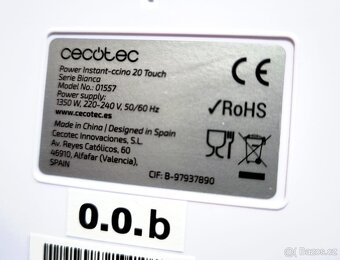 cecotec
Power Instant-ccino 20 Touch
Serie Bianca
Model No.: 01557
Power supply:
1350 W, 220-240 V, 50/60 Hz
www.cecotec.es
Made in China | Designed in Spain
Cecotec Innovaciones, S.L.
Av. Reyes Católicos, 60
46910, Alfafar (Valencia),
SPAIN
CIF: B-97937890
CE
✓RoHS
0.0.b
Bazos.cz